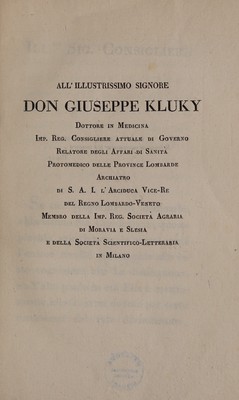 ALL' ILLUSTRISSIMO SIGNORE
DON GIUSEPPE KLUKY
Dottore in Medicina
Imp. Reg. Consigliere attuale di Governo
Relatore degli Affari di Sanità
Protomedico delle Province Lombarde
Archiatro
di S. A. I. l'Arciduca Vice-Re
del Regno Lombardo-Veneto
Membro della Imp. Reg. Società Agraria
di Moravia e Slesia
e della Società Scientifico-Letteraria
in Milano